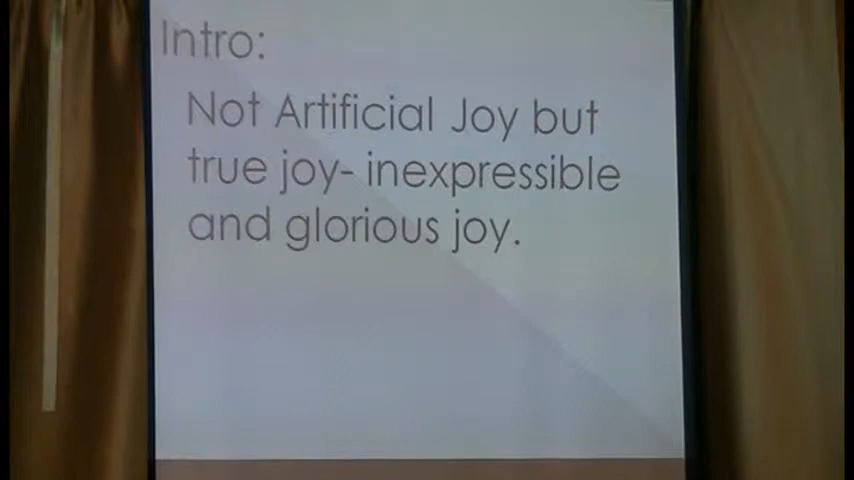 Intro:
Not Artificial Joy but
true joy- inexpressible
and glorious joy.